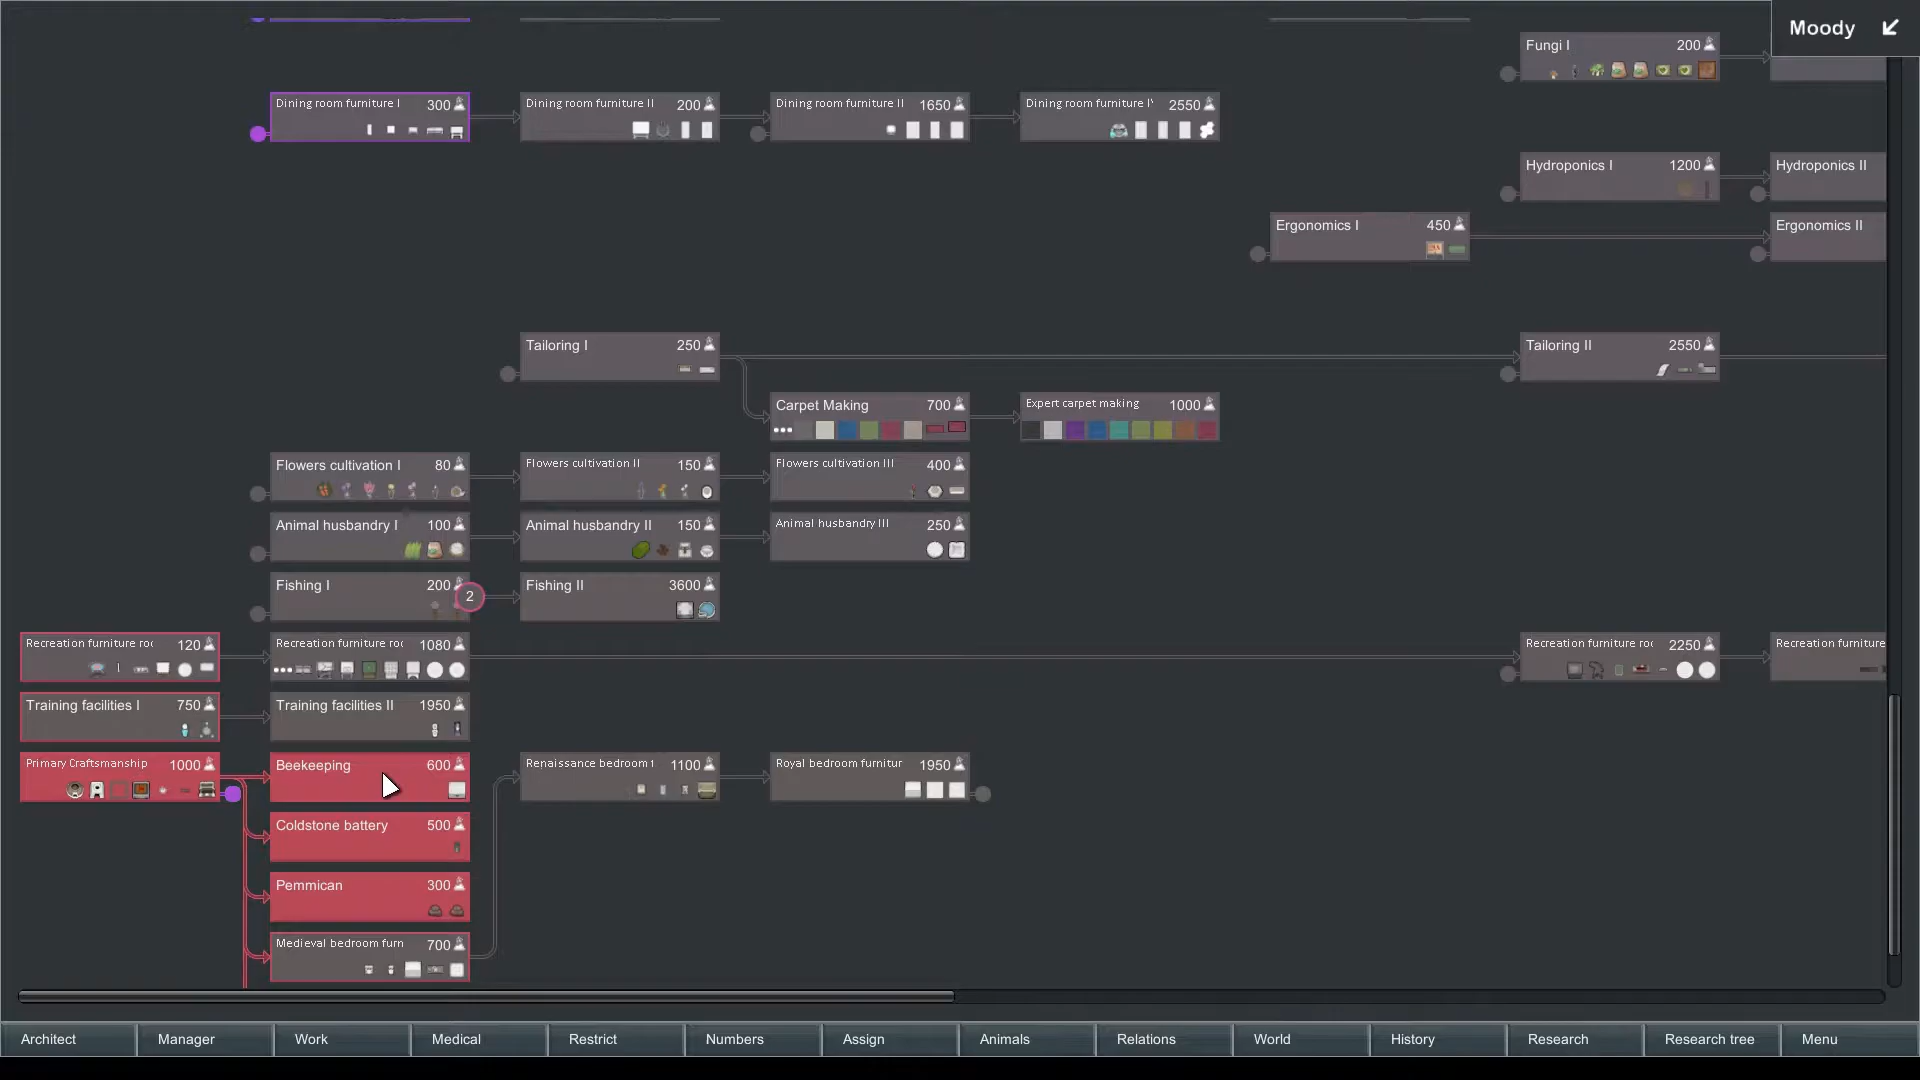 Moody
Fungi I 200
Dining room furniture I 300
Dining room furniture II 200
Dining room furniture II 1650
Dining room furniture I\ 2550
Hydroponics I 1200
Hydroponics II
Ergonomics I 450
Ergonomics II
Tailoring I 250
Tailoring II 2550
Carpet Making 700
Expert carpet making 1000
Flowers cultivation I 80
Flowers cultivation II 150
Flowers cultivation III 400
Animal husbandry I 100
Animal husbandry II 150
Animal husbandry III 250
Fishing I 200
2
Fishing II 3600
Recreation furniture roc 120
Recreation furniture roc 1080
Recreation furniture roc 2250
Recreation furniture
Training facilities I 750
Training facilities II 1950
Primary Craftsmanship 1000
Beekeeping 600
Renaissance bedroom f 1100
Royal bedroom furnitur 1950
Coldstone battery 500
Pemmican 300
Medieval bedroom furn 700
Architect Manager Work Medical Restrict Numbers Assign Animals Relations World History Research Research tree Menu